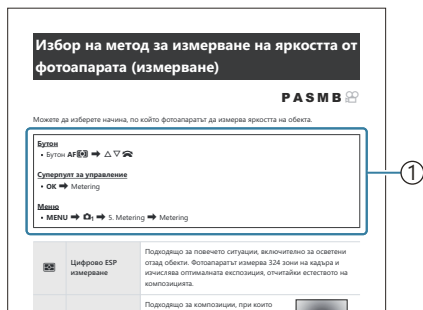 Избор на метод за измерване на яркостта от
фотоапарата (измерване)
PASMB
Можете да изберете начина, по който фотоапаратът да измерва яркостта на обекта.
Бутон
• Бутон AF[·] ➡ △▽
Суперпулт за управление
• OK ➡ Metering
Меню
• MENU ➡ 1 ➡ 5. Metering ➡ Metering
1
Цифрово ESP
измерване
Подходящо за повечето ситуации, включително за осветени
отзад обекти. Фотоапаратът измерва 324 зони на кадъра и
изчислява оптималната експозиция, отчитайки естеството на
композицията.
Подходящо за композиции, при които